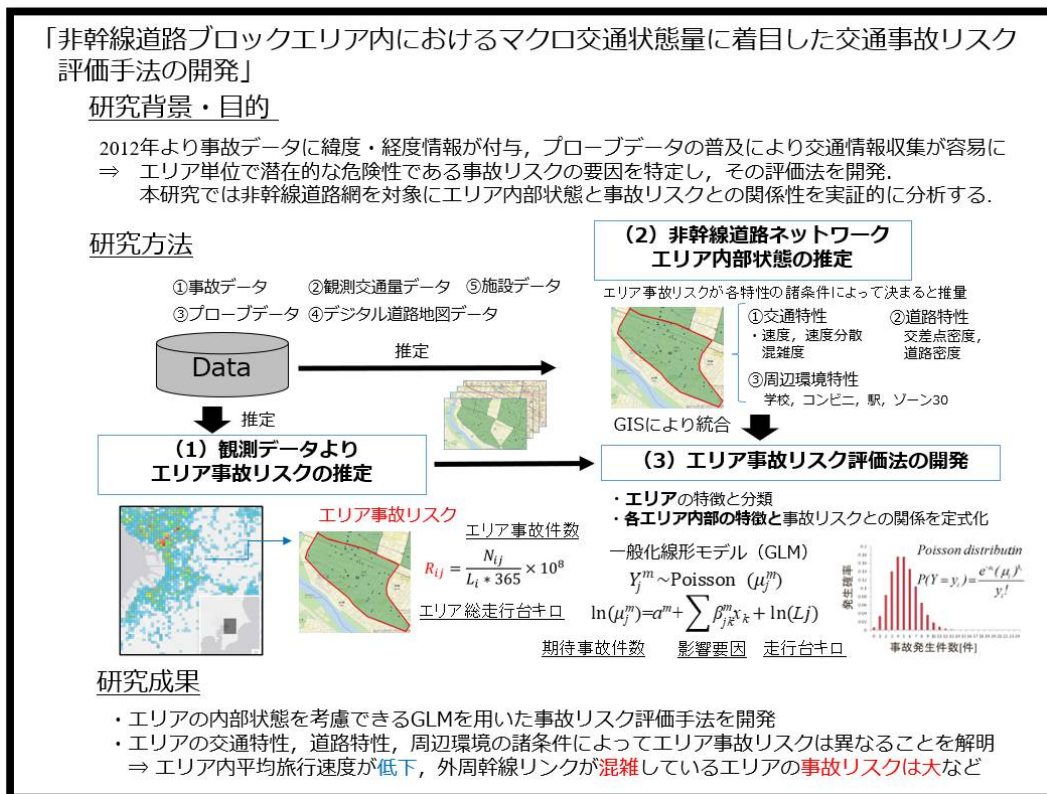 「非幹線道路ブロックエリア内におけるマクロ交通状態量に着目した交通事故リスク
評価手法の開発」
研究背景・目的
2012年より事故データに緯度・経度情報が付与，プローブデータの普及により交通情報収集が容易に
⇒ エリア単位で潜在的な危険性である事故リスクの要因を特定し，その評価法を開発．
本研究では非幹線道路網を対象にエリア内部状態と事故リスクとの関係性を実証的に分析する．
研究方法
①事故データ ②観測交通量データ ⑤施設データ
③プローブデータ ④デジタル道路地図データ
Data
推定
推定
（2）非幹線道路ネットワーク
エリア内部状態の推定
エリア事故リスクが各特性の諸条件によって決まると推量
①交通特性
・速度，速度分散
混雑度
②道路特性
交差点密度，
道路密度
③周辺環境特性
学校，コンビニ，駅，ゾーン30
GISにより統合
（1）観測データより
エリア事故リスクの推定
エリア事故リスク
エリア事故件数
R_{ij} = \frac{N_{ij}}{L_i * 365} × 10^8
エリア総走行台キロ
（3）エリア事故リスク評価法の開発
・エリアの特徴と分類
・各エリア内部の特徴と事故リスクとの関係を定式化
一般化線形モデル（GLM）
Y_j^m ~Poisson (μ_j^m)
ln(μ_j^m)=a^m+∑β_{jk}^m x_k + ln(Lj)
期待事故件数 影響要因 走行台キロ
Poisson distributin
P(Y = y_i) = \frac{e^{-μ_i}(μ_i)^{y_i}}{y_i!}
発生確率
事故発生件数[件]
研究成果
・エリアの内部状態を考慮できるGLMを用いた事故リスク評価手法を開発
・エリアの交通特性，道路特性，周辺環境の諸条件によってエリア事故リスクは異なることを解明
⇒ エリア内平均旅行速度が低下，外周幹線リンクが混雑しているエリアの事故リスクは大など